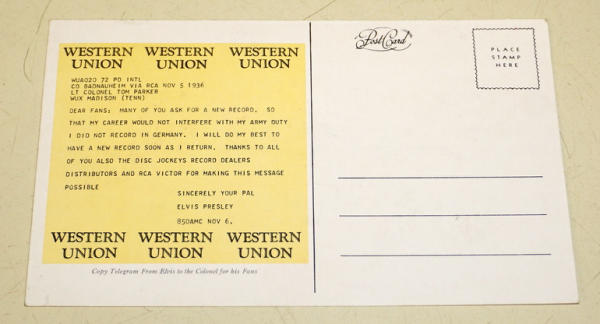 WESTERN UNION WESTERN UNION WESTERN UNION
WUA020 72 PD INTL
CD BADNAUHEIM VIA RCA NOV 5 1936
LT COLONEL TOM PARKER
WUX MADISON (TENN)
DEAR FANS: MANY OF YOU ASK FOR A NEW RECORD. SO
THAT MY CAREER WOULD NOT INTERFERE WITH MY ARMY DUTY
I DID NOT RECORD IN GERMANY. I WILL DO MY BEST TO
HAVE A NEW RECORD SOON AS I RETURN. THANKS TO ALL
OF YOU ALSO THE DISC JOCKEYS RECORD DEALERS
DISTRIBUTORS AND RCA VICTOR FOR MAKING THIS MESSAGE
POSSIBLE
SINCERELY YOUR PAL
ELVIS PRESLEY
850AMC NOV 6.
WESTERN UNION WESTERN UNION WESTERN UNION
Copy Telegram From Elvis to the Colonel for his Fans
Post Card
PLACE
STAMP
HERE